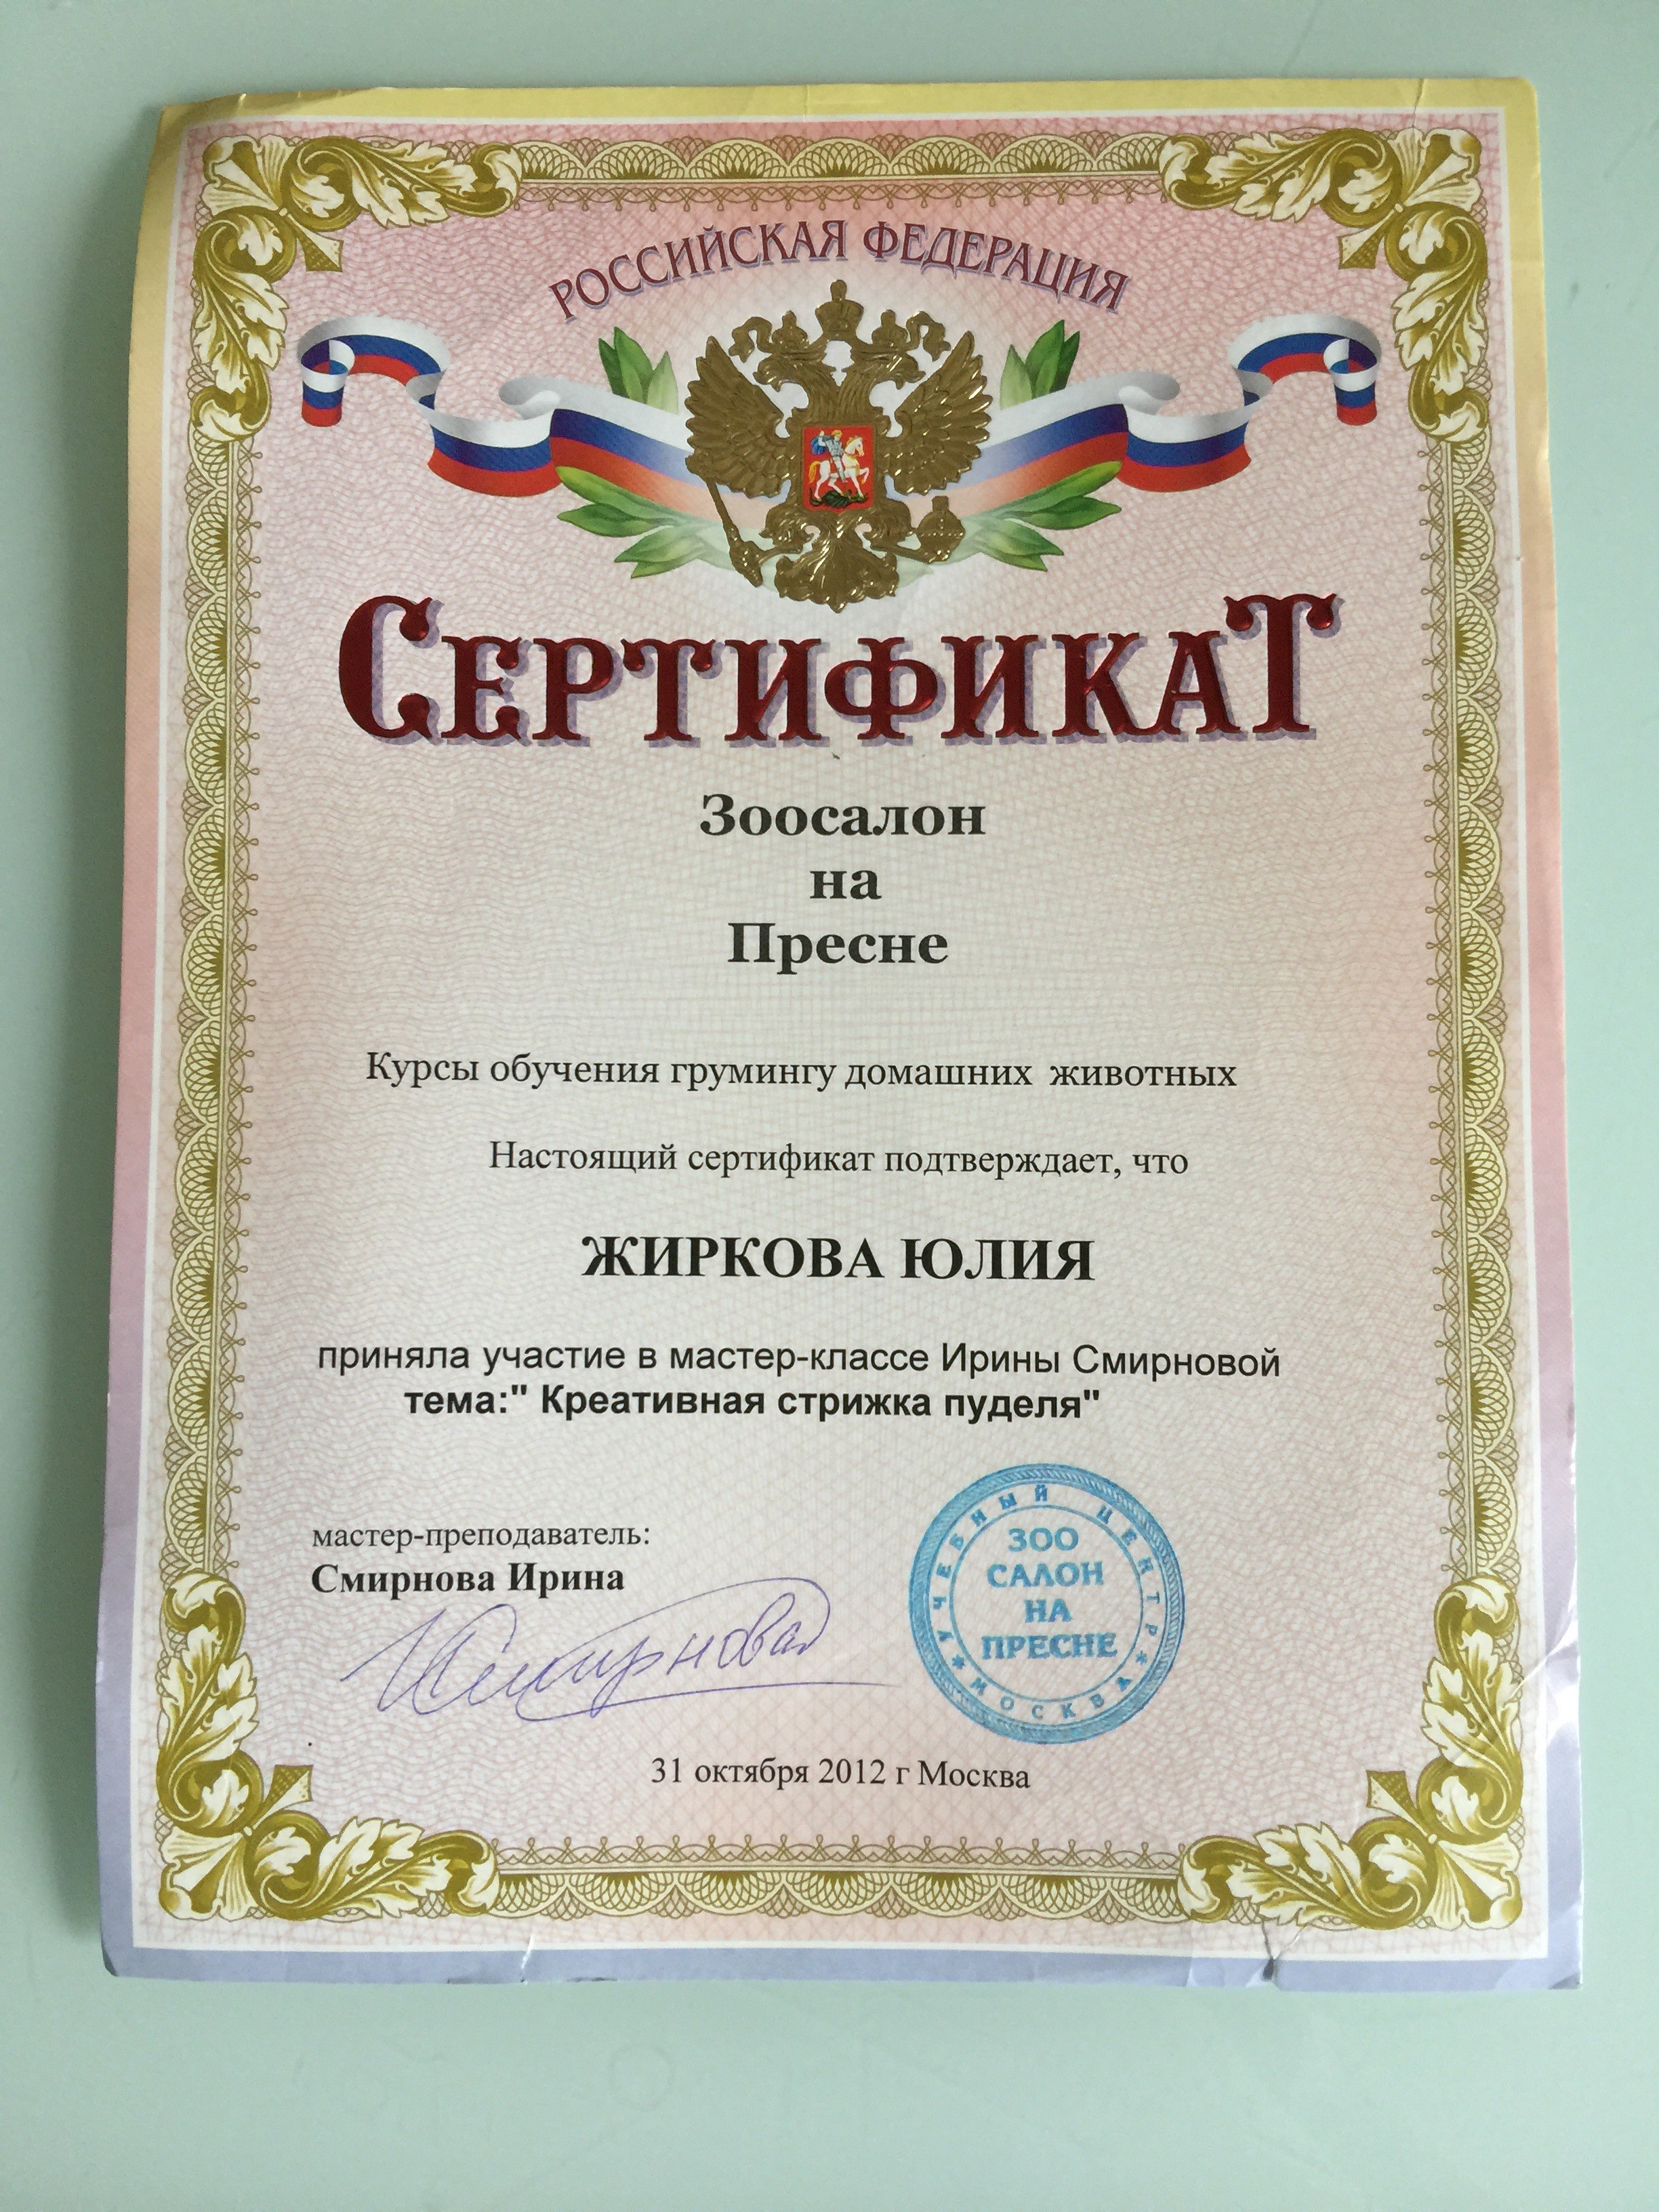 РОССИЙСКАЯ ФЕДЕРАЦИЯ
СЕРТИФИКАТ
Зоосалон
на
Пресне
Курсы обучения грумингу домашних животных
Настоящий сертификат подтверждает, что
ЖИРКОВА ЮЛИЯ
приняла участие в мастер-классе Ирины Смирновой
тема:" Креативная стрижка пуделя"
мастер-преподаватель:
Смирнова Ирина
ИСмирнова
УЧЕБНЫЙ ЦЕНТР
ЗОО
САЛОН
НА
ПРЕСНЕ
* МОСКВА *
31 октября 2012 г Москва